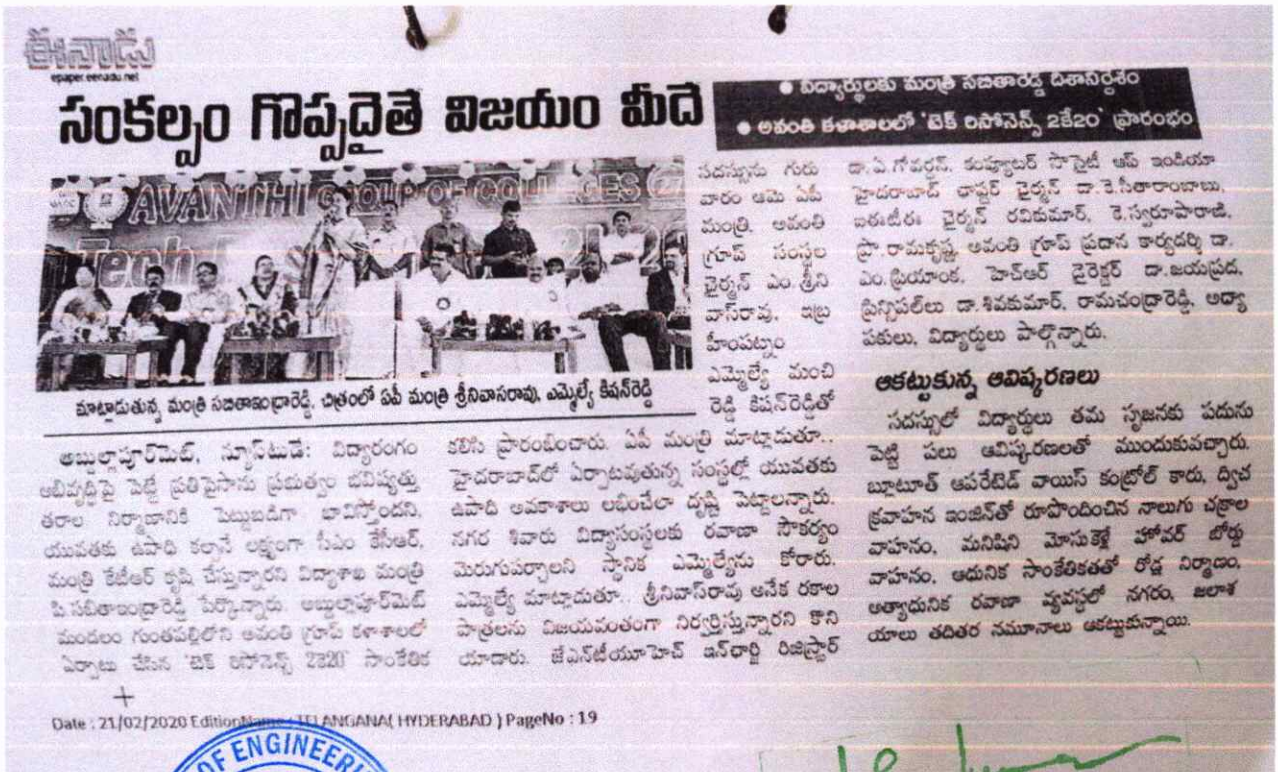 ఈనాడు
epaper.eenadu.net
సంకల్పం గొప్పదైతే విజయం మీదే
• విద్యార్థులకు మంత్రి సబితారెడ్డి దిశానిర్దేశం
• అవంతి కళాశాలలో 'టెక్ రిసోనెన్స్ 2కే20' ప్రారంభం
AVANTHI GROUP OF COLLEGES
Tech
మాట్లాడుతున్న మంత్రి సబితాఇంద్రారెడ్డి, చిత్రంలో ఏపీ మంత్రి శ్రీనివాసరావు, ఎమ్మెల్యే కిషన్‌రెడ్డి
అబ్దుల్లాపూర్‌మెట్, న్యూస్‌టుడే: విద్యారంగం
అభివృద్ధిపై పెట్టే ప్రతిపైసాను ప్రభుత్వం భవిష్యత్తు
తరాల నిర్మాణానికి పెట్టుబడిగా భావిస్తోందని,
యువతకు ఉపాధి కల్పనే లక్ష్యంగా సీఎం కేసీఆర్,
మంత్రి కేటీఆర్ కృషి చేస్తున్నారని విద్యాశాఖ మంత్రి
పి.సబితాఇంద్రారెడ్డి పేర్కొన్నారు. అబ్దుల్లాపూర్‌మెట్
మండలం గుంతపల్లిలోని అవంతి గ్రూప్ కళాశాలలో
ఏర్పాటు చేసిన 'టెక్ రిసోనెన్స్ 2కే20' సాంకేతిక
సదస్సును గురు
వారం ఆమె ఏపీ
మంత్రి, అవంతి
గ్రూప్ సంస్థల
ఛైర్మన్ ఎం.శ్రీని
వాస్‌రావు, ఇబ్ర
హీంపట్నం
ఎమ్మెల్యే మంచి
రెడ్డి కిషన్‌రెడ్డితో
కలిసి ప్రారంభించారు. ఏపీ మంత్రి మాట్లాడుతూ..
హైదరాబాద్‌లో ఏర్పాటవుతున్న సంస్థల్లో యువతకు
ఉపాధి అవకాశాలు లభించేలా దృష్టి పెట్టాలన్నారు.
నగర శివారు విద్యాసంస్థలకు రవాణా సౌకర్యం
మెరుగుపర్చాలని స్థానిక ఎమ్మెల్యేను కోరారు.
ఎమ్మెల్యే మాట్లాడుతూ.. శ్రీనివాస్‌రావు అనేక రకాల
పాత్రలను విజయవంతంగా నిర్వర్తిస్తున్నారని కొని
యాడారు. జేఎన్‌టీయూహెచ్ ఇన్‌ఛార్జి రిజిస్ట్రార్
డా.ఏ.గోవర్దన్, కంప్యూటర్ సొసైటీ ఆఫ్ ఇండియా
హైదరాబాద్ ఛాప్టర్ ఛైర్మన్ డా.కె.సీతారాంబాబు,
ఐఈటీఈ ఛైర్మన్ రవికుమార్, కె.స్వరూపారాణి,
ప్రొ.రామకృష్ణ, అవంతి గ్రూప్ ప్రధాన కార్యదర్శి డా.
ఎం.ప్రియాంక, హెచ్ఆర్ డైరెక్టర్ డా.జయప్రద,
ప్రిన్సిపల్‌లు డా.శివకుమార్, రామచంద్రారెడ్డి, అధ్యా
పకులు, విద్యార్థులు పాల్గొన్నారు.
ఆకట్టుకున్న ఆవిష్కరణలు
సదస్సులో విద్యార్థులు తమ సృజనకు పదును
పెట్టి పలు ఆవిష్కరణలతో ముందుకువచ్చారు.
బ్లూటూత్ ఆపరేటెడ్ వాయిస్ కంట్రోల్ కారు, ద్విచ
క్రవాహన ఇంజిన్‌తో రూపొందించిన నాలుగు చక్రాల
వాహనం, మనిషిని మోసుకెళ్లే హోవర్ బోర్డు
వాహనం, ఆధునిక సాంకేతికతతో రోడ్ల నిర్మాణం,
అత్యాధునిక రవాణా వ్యవస్థలో నగరం, జలాశ
యాలు తదితర నమూనాలు ఆకట్టుకున్నాయి.
Date : 21/02/2020 EditionName : TELANGANA( HYDERABAD ) PageNo : 19
OF ENGINEERI